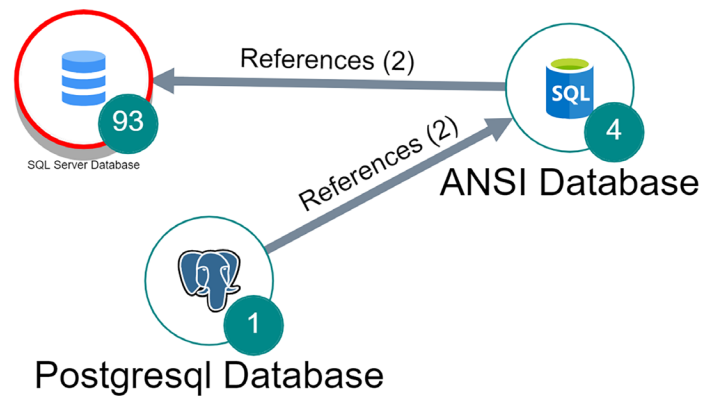 References (2)
SQL
93
4
SQL Server Database
ANSI Database
References (2)
1
Postgresql Database